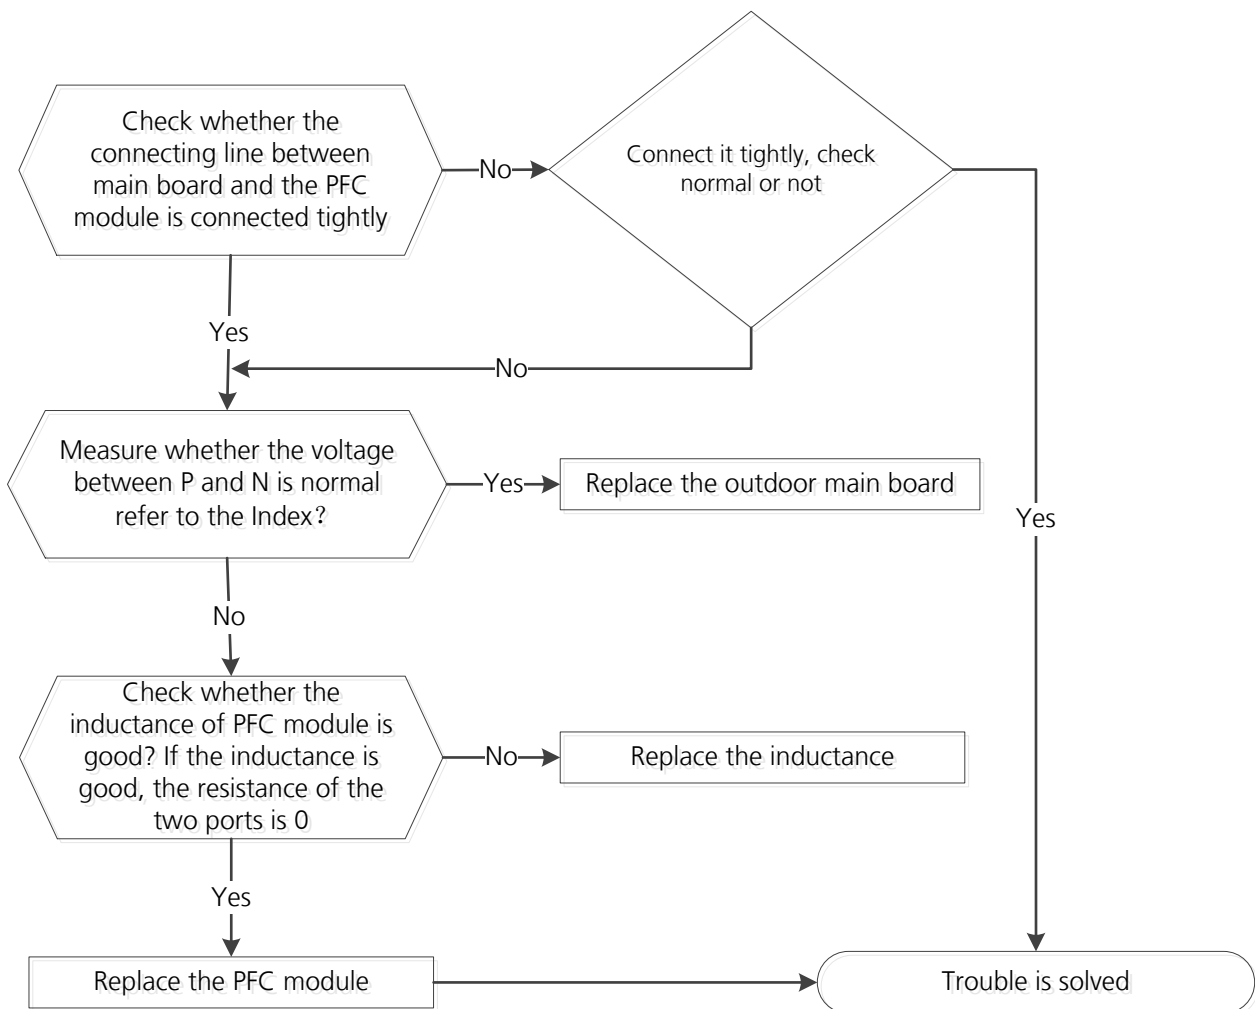 Check whether the
connecting line between
main board and the PFC
module is connected tightly
No
Connect it tightly, check
normal or not
Yes
No
Measure whether the voltage
between P and N is normal
refer to the Index？
Yes
Replace the outdoor main board
Yes
No
Check whether the
inductance of PFC module is
good? If the inductance is
good, the resistance of the
two ports is 0
No
Replace the inductance
Yes
Replace the PFC module
Trouble is solved